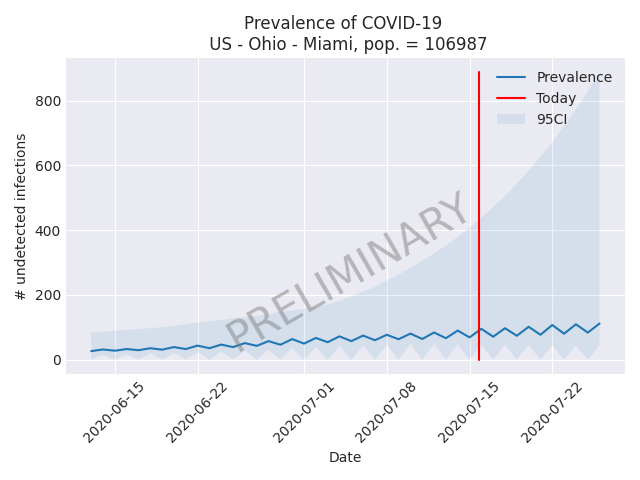 Prevalence of COVID-19
US - Ohio - Miami, pop. = 106987
Prevalence
Today
95CI
800
600
400
200
0
# undetected infections
PRELIMINARY
2020-06-15
2020-06-22
2020-07-01
2020-07-08
2020-07-15
2020-07-22
Date